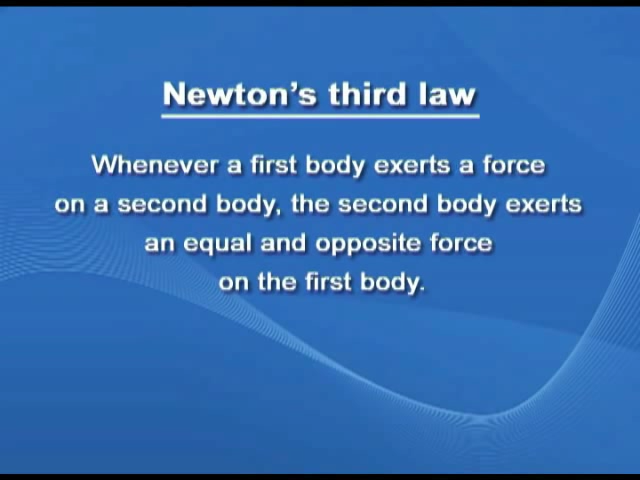 Newton's third law
Whenever a first body exerts a force
on a second body, the second body exerts
an equal and opposite force
on the first body.